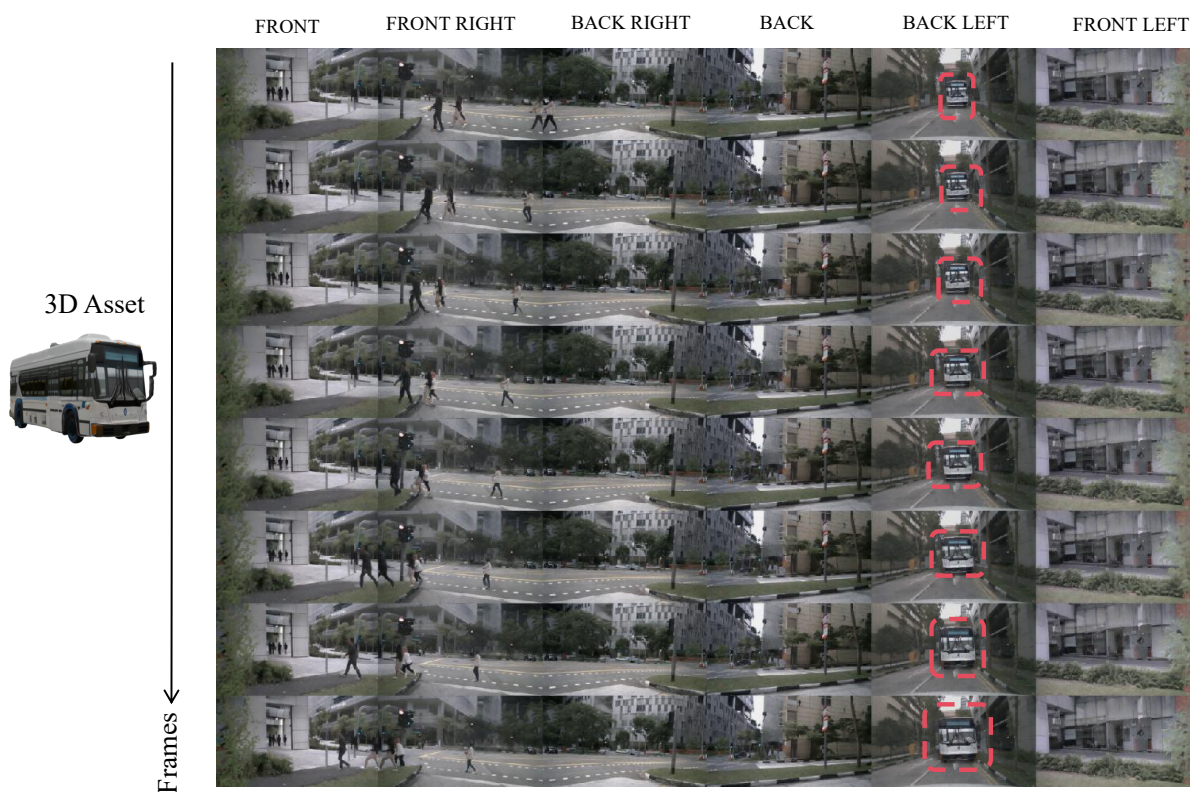 FRONT
FRONT RIGHT
BACK RIGHT
BACK
BACK LEFT
FRONT LEFT
3D Asset
Frames